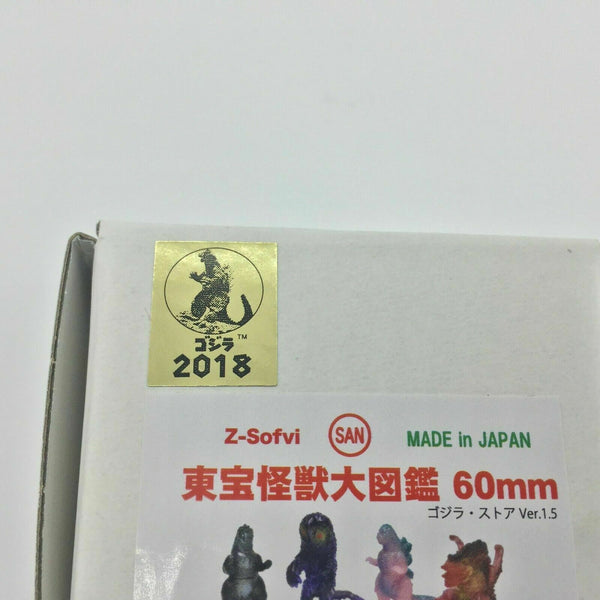 ゴジラ™
2018
Z-Sofvi SAN MADE in JAPAN
東宝怪獣大図鑑 60mm
ゴジラ・ストア Ver.1.5